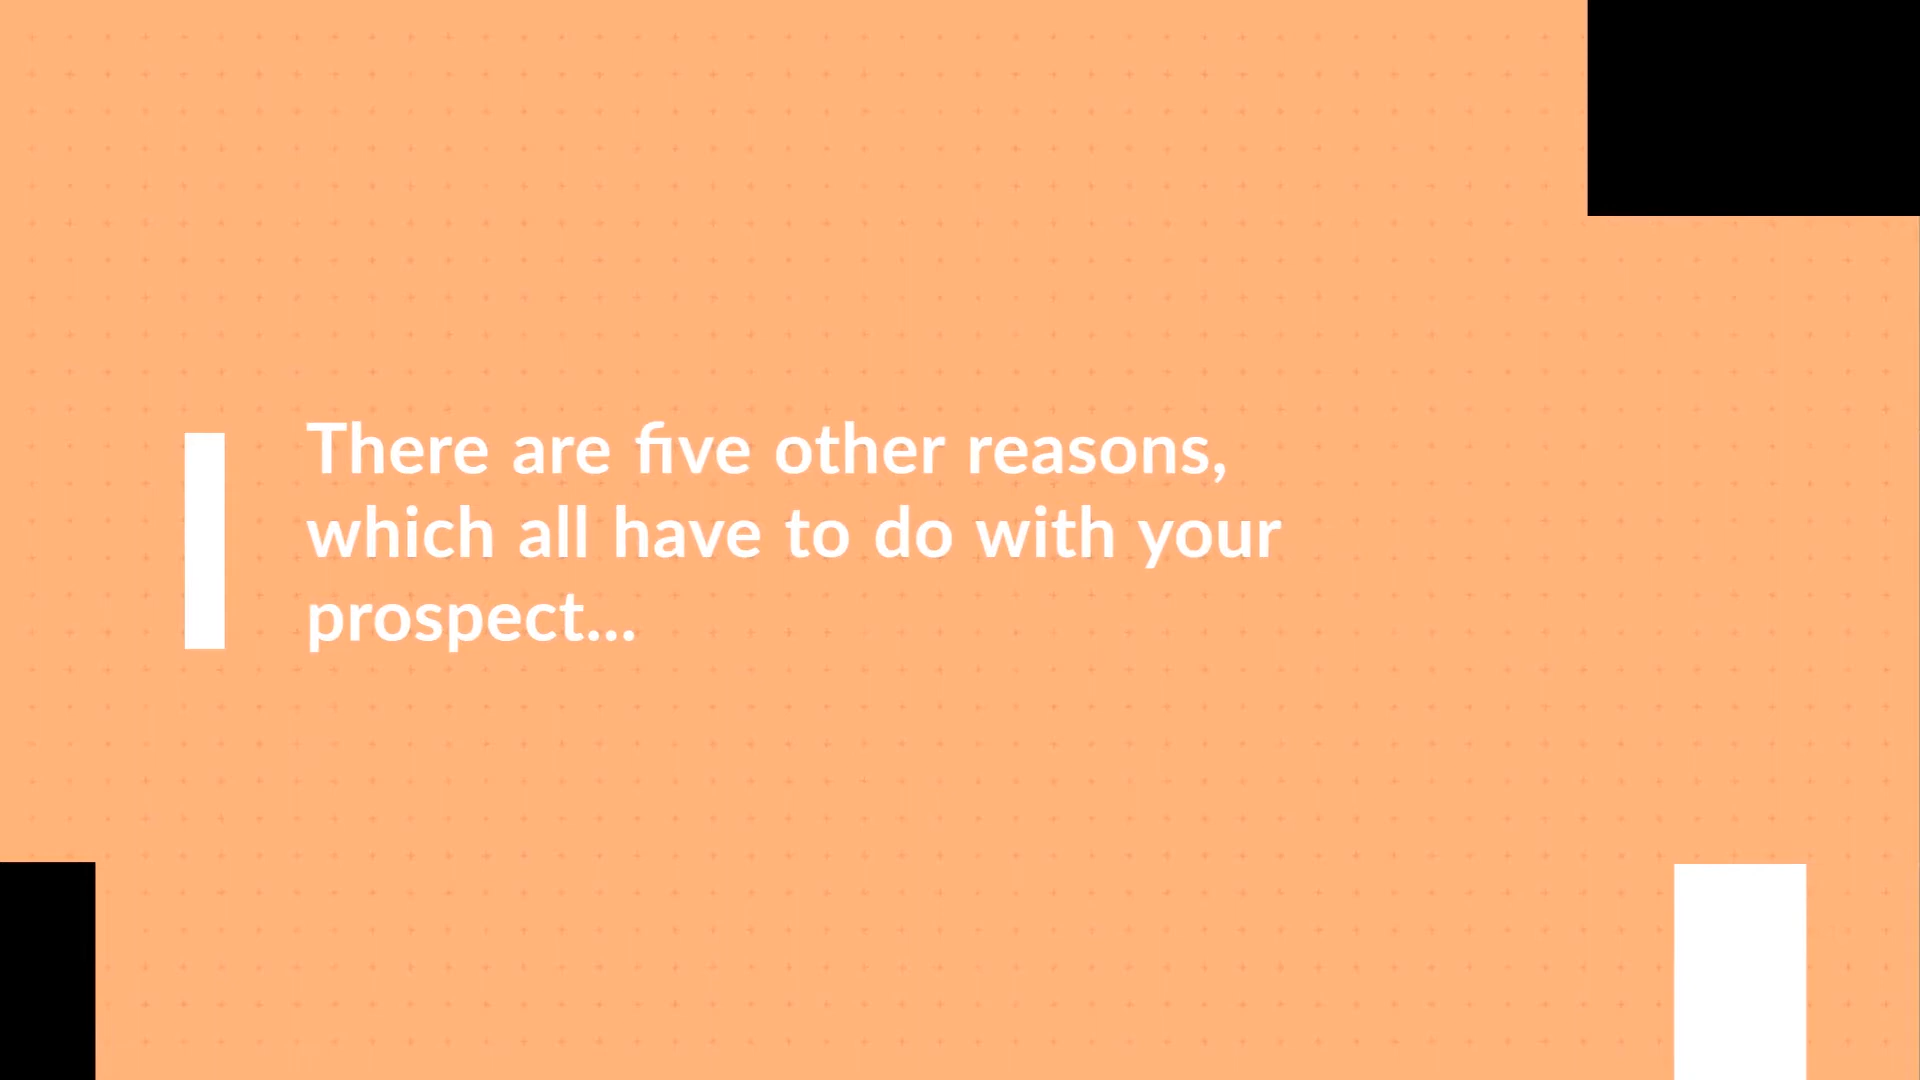 There are five other reasons,
which all have to do with your
prospect...